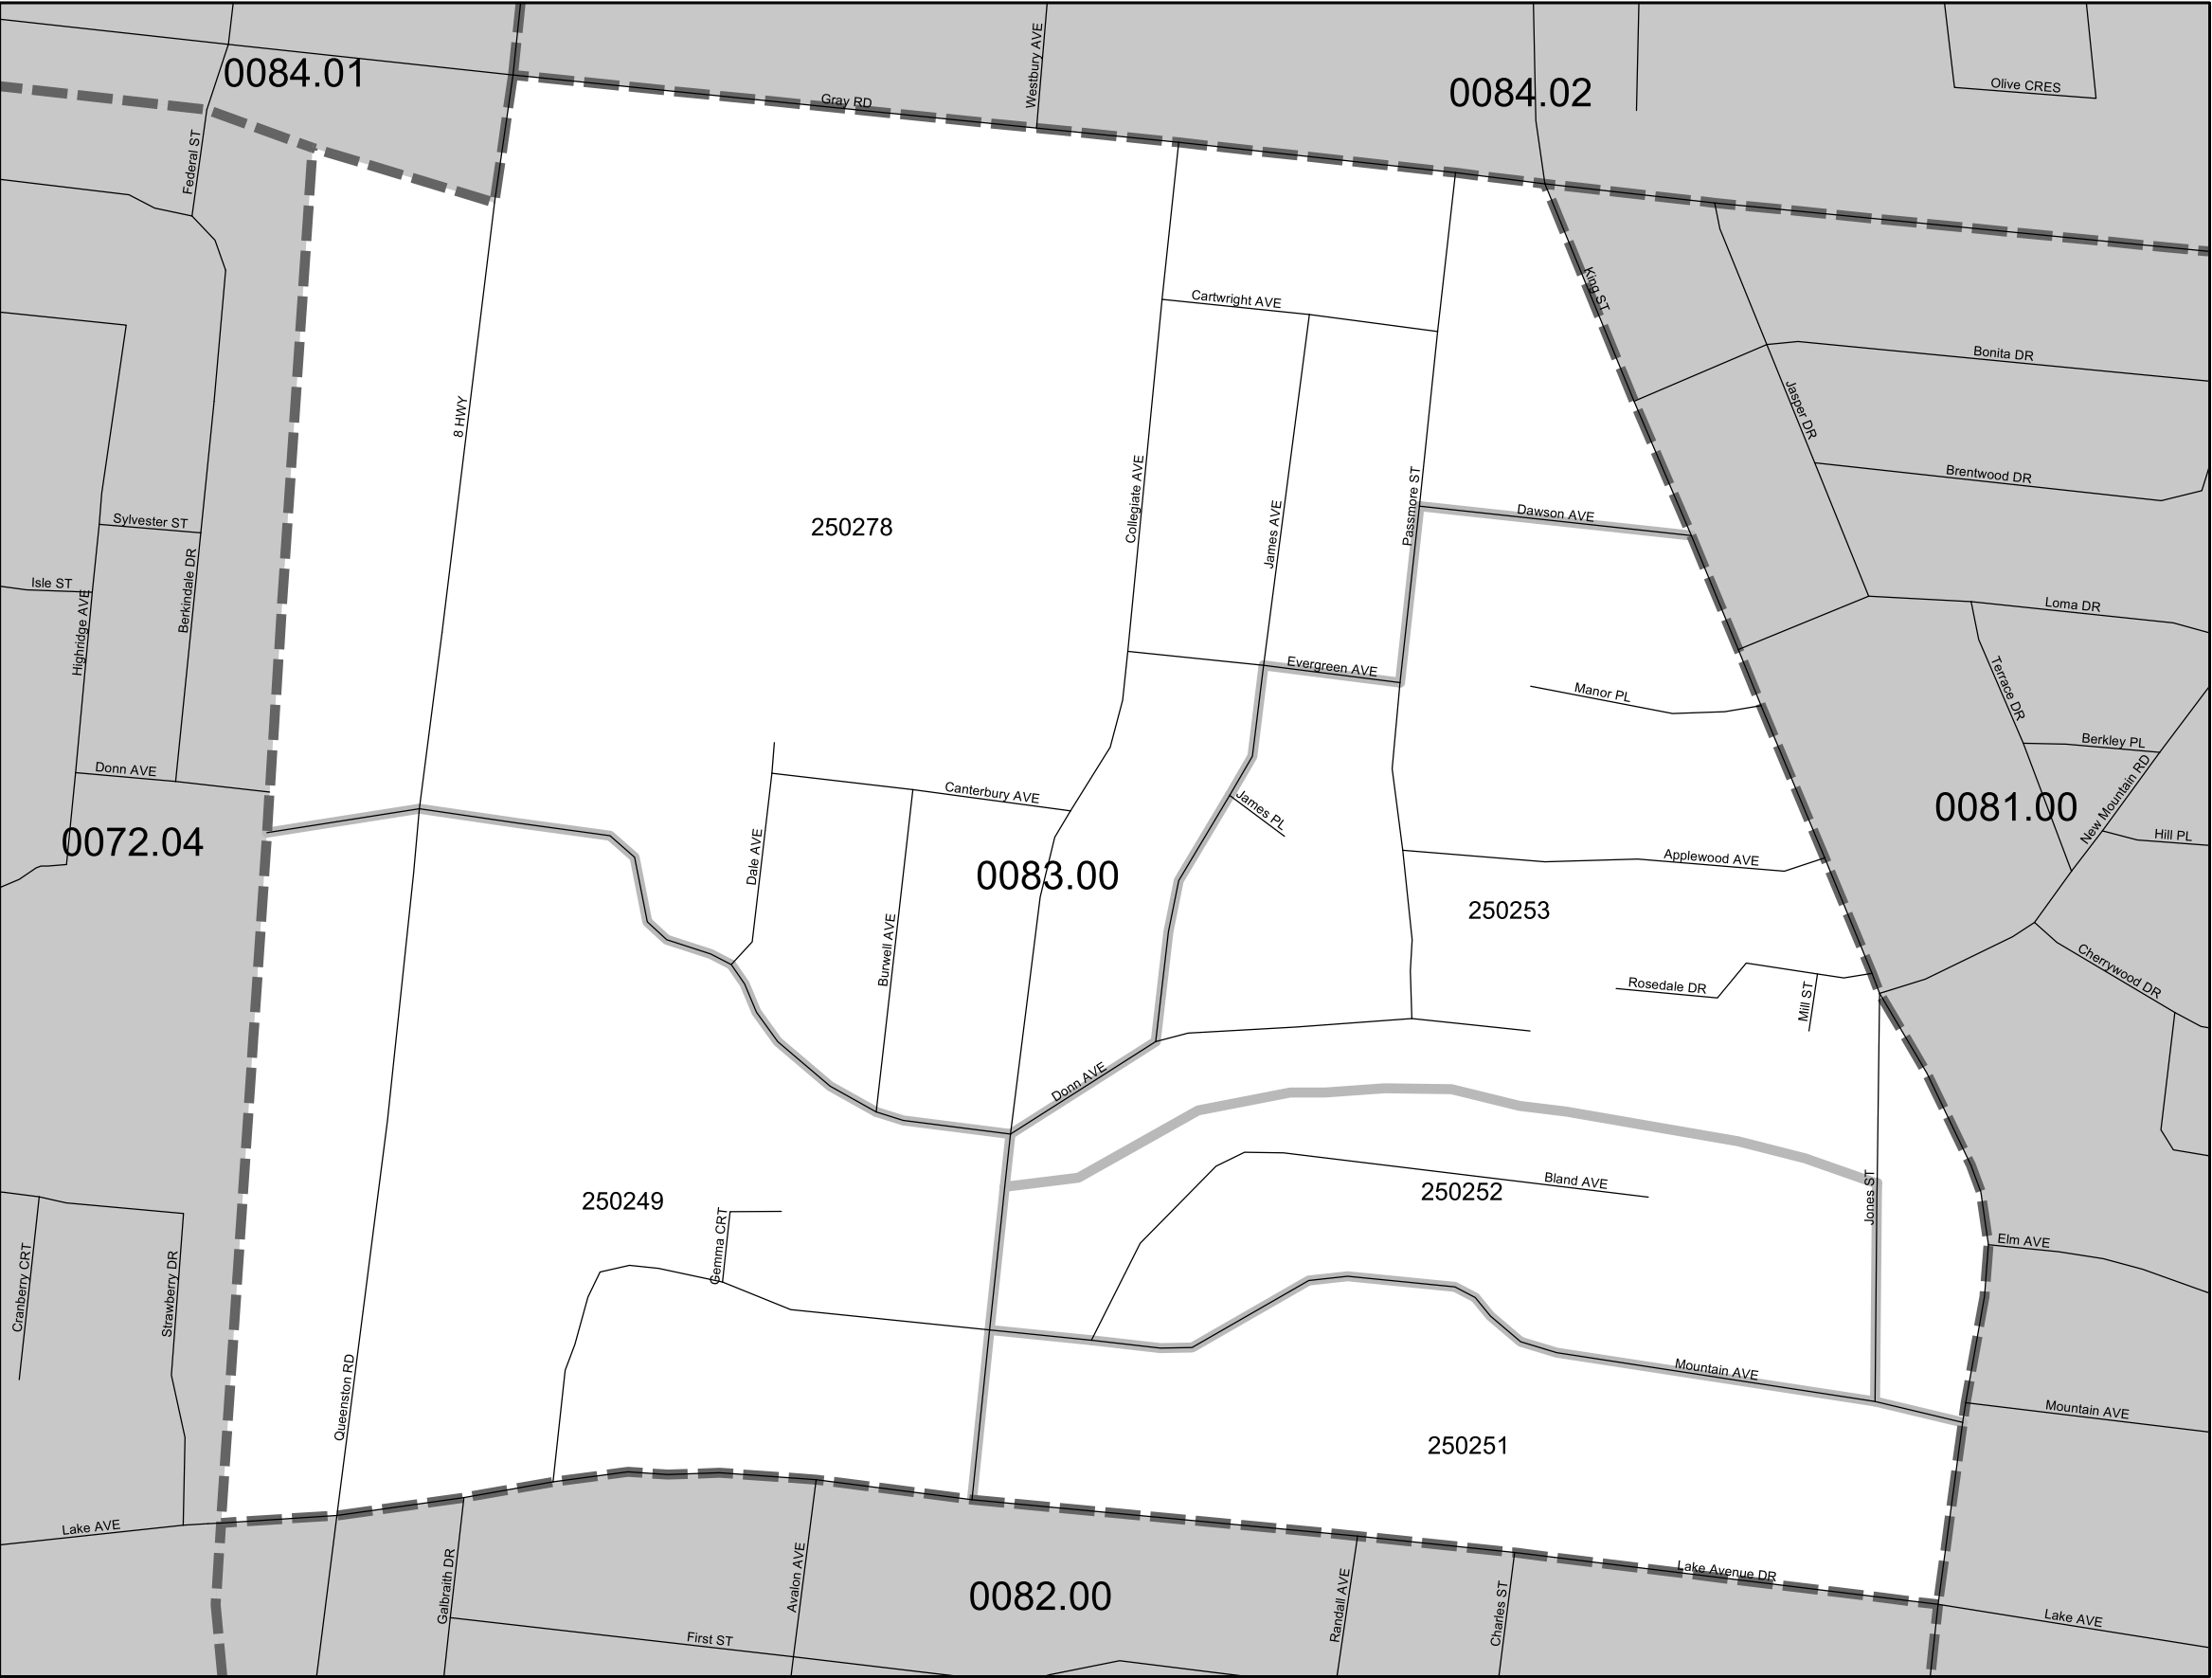 0084.01
Westbury AVE
0084.02
Olive CRES
Gray RD
Federal ST
King ST
Cartwright AVE
Bonita DR
Jasper DR
8 HWY
Brentwood DR
Collegiate AVE
James AVE
Passmore ST
Dawson AVE
Sylvester ST
250278
Isle ST
Berkindale DR
Highridge AVE
Loma DR
Evergreen AVE
Manor PL
Terrace DR
Berkley PL
Donn AVE
Canterbury AVE
James PL
New Mountain RD
0081.00
0072.04
Dale AVE
0083.00
Hill PL
Applewood AVE
250253
Burwell AVE
Cherrywood DR
Rosedale DR
Mill ST
Donn AVE
Jones ST
Bland AVE
250252
250249
Gemma CRT
Elm AVE
Cranberry CRT
Strawberry DR
Queenston RD
Mountain AVE
Mountain AVE
250251
Lake AVE
Lake Avenue DR
Galbraith DR
Avalon AVE
0082.00
Randall AVE
Charles ST
Lake AVE
First ST